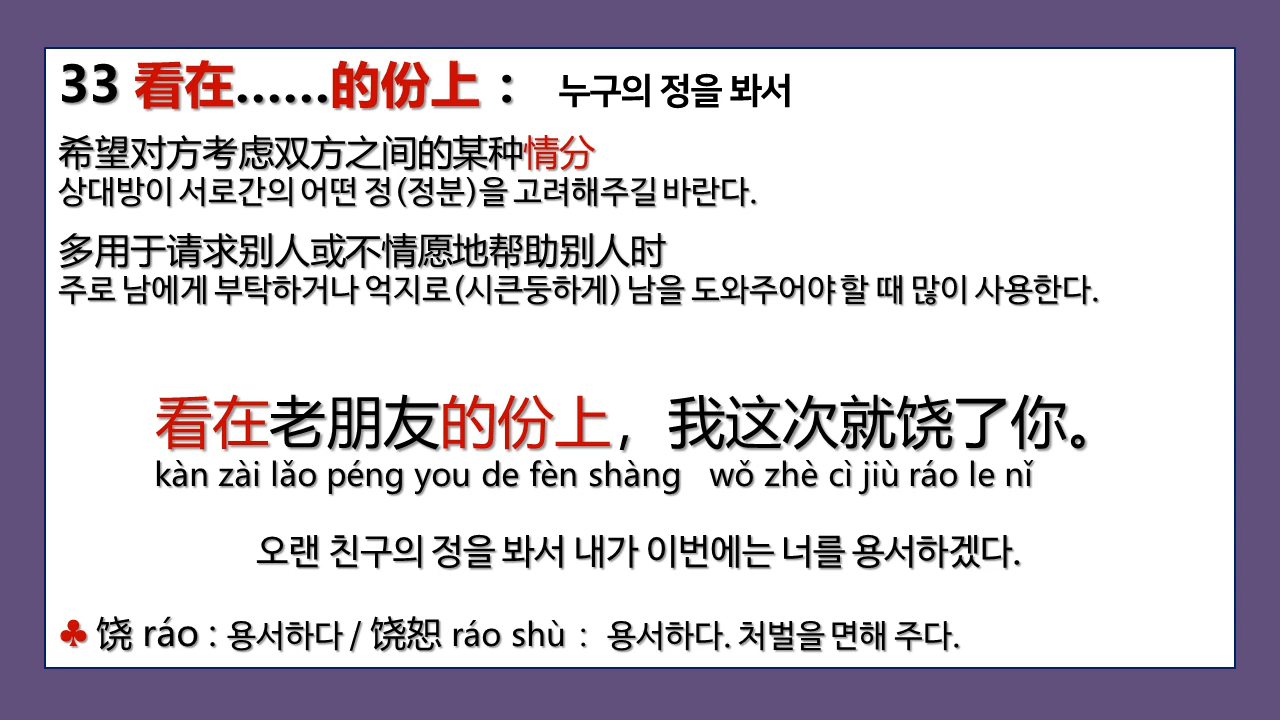 33 看在……的份上： 누구의 정을 봐서
希望对方考虑双方之间的某种情分
상대방이 서로간의 어떤 정(정분)을 고려해주길 바란다.
多用于请求别人或不情愿地帮助别人时
주로 남에게 부탁하거나 억지로(시큰둥하게) 남을 도와주어야 할 때 많이 사용한다.
看在老朋友的份上，我这次就饶了你。
kàn zài lǎo péng you de fèn shàng wǒ zhè cì jiù ráo le nǐ
오랜 친구의 정을 봐서 내가 이번에는 너를 용서하겠다.
♣ 饶 ráo : 용서하다 / 饶恕 ráo shù : 용서하다. 처벌을 면해 주다.